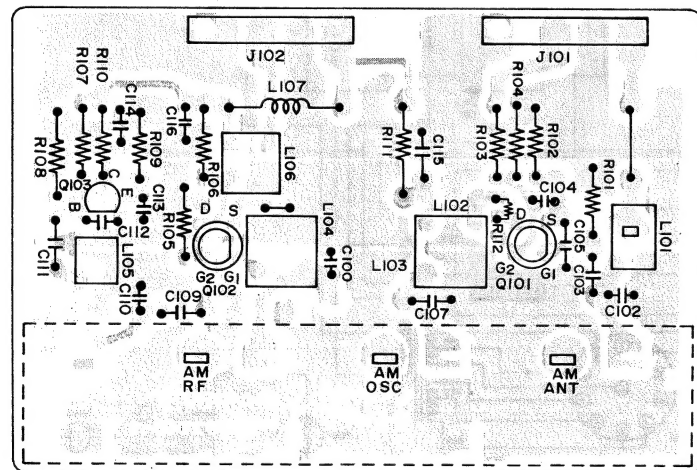 J102
J101
R110
R107
C114
C116
L107
R104
R108
R109
R106
L106
R111
C115
R103
R102
R101
Q103
C
E
B
C113
C112
R105
D
S
L104
L102
R112
C104
D
S
C105
L101
C111
L105
C110
G2
G1
Q102
C100
L103
G2
G1
Q101
C103
C109
C107
C102
AM
RF
AM
OSC
AM
ANT